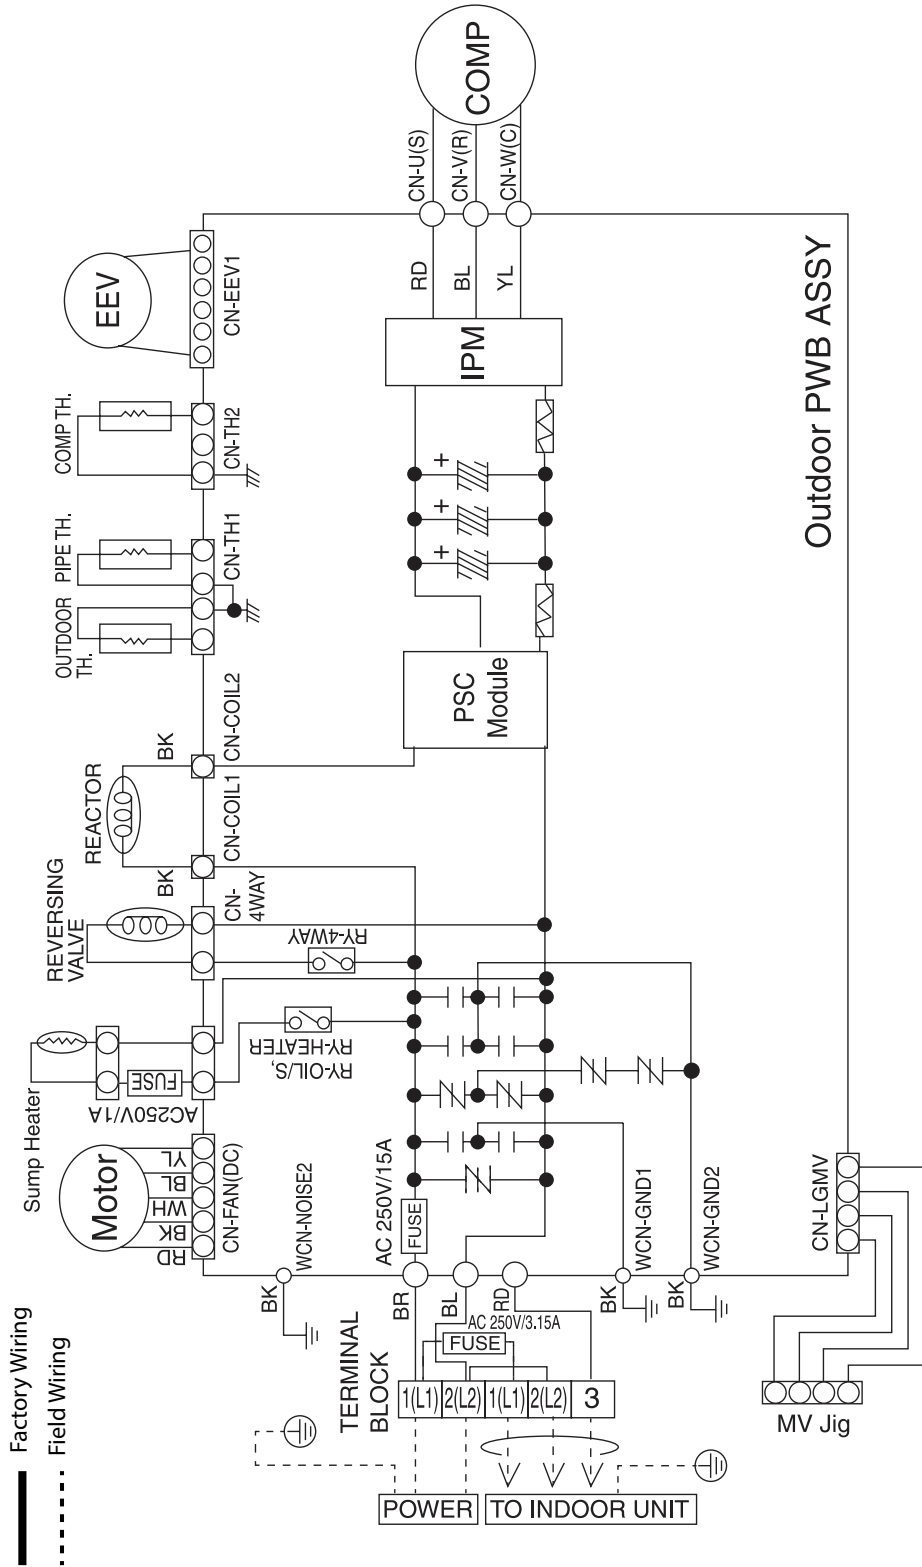 COMP
CN-U(S)
CN-V(R)
CN-W(C)
RD
BL
YL
IPM
EEV
CN-EEV1
COMP TH.
CN-TH2
PIPE TH.
CN-TH1
OUTDOOR
TH.
+
+
+
PSC
Module
Outdoor PWB ASSY
BK
CN-COIL2
REACTOR
CN-COIL1
BK
REVERSING
VALVE
CN-
4WAY
RY-4WAY
RY-OIL/S,
RY-HEATER
Sump Heater
FUSE
AC250V/1A
Motor
YL
BL
WH
BK
RD
CN-FAN(DC)
WCN-NOISE2
BK
AC 250V/15A
FUSE
WCN-GND1
WCN-GND2
CN-LGMV
BR
BL
RD
BK
BK
AC 250V/3.15A
FUSE
TERMINAL
BLOCK
1(L1)
2(L2)
1(L1)
2(L2)
3
POWER
TO INDOOR UNIT
MV Jig
Factory Wiring
Field Wiring